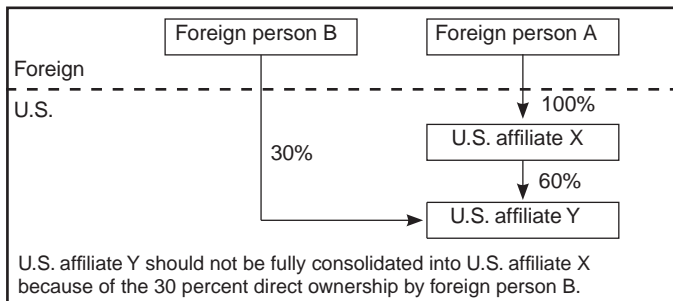 Foreign person B
Foreign person A
Foreign
U.S.
100%
U.S. affiliate X
30%
60%
U.S. affiliate Y
U.S. affiliate Y should not be fully consolidated into U.S. affiliate X
because of the 30 percent direct ownership by foreign person B.